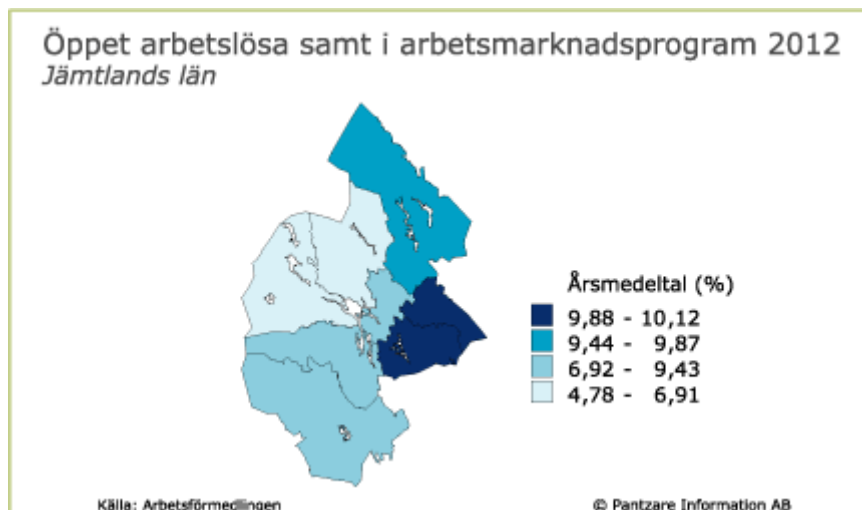 Öppet arbetslösa samt i arbetsmarknadsprogram 2012
Jämtlands län
Årsmedeltal (%)
9,88 - 10,12
9,44 - 9,87
6,92 - 9,43
4,78 - 6,91
Källa: Arbetsförmedlingen
© Pantzare Information AB